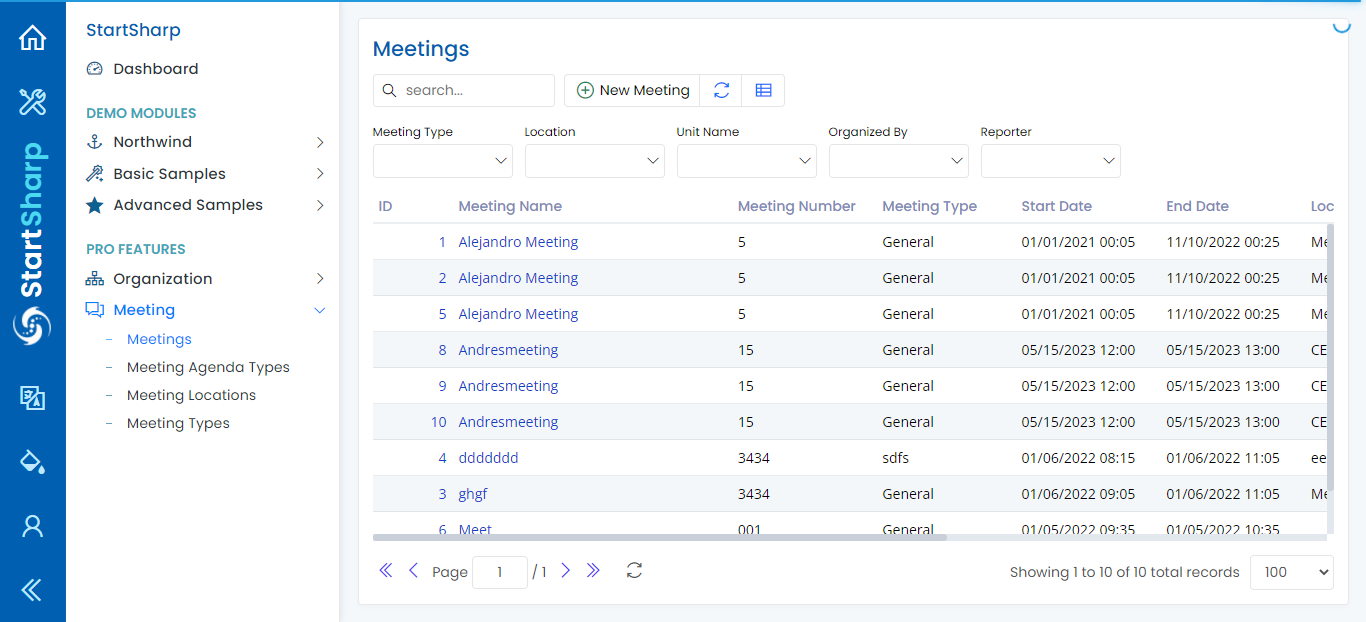 StartSharp
StartSharp
Dashboard
DEMO MODULES
Northwind
Basic Samples
Advanced Samples
PRO FEATURES
Organization
Meeting
– Meetings
– Meeting Agenda Types
– Meeting Locations
– Meeting Types
Meetings
search...
New Meeting
Meeting Type Location Unit Name Organized By Reporter
ID Meeting Name Meeting Number Meeting Type Start Date End Date Loc
1 Alejandro Meeting 5 General 01/01/2021 00:05 11/10/2022 00:25 Me
2 Alejandro Meeting 5 General 01/01/2021 00:05 11/10/2022 00:25 Me
5 Alejandro Meeting 5 General 01/01/2021 00:05 11/10/2022 00:25 Me
8 Andresmeeting 15 General 05/15/2023 12:00 05/15/2023 13:00 CE
9 Andresmeeting 15 General 05/15/2023 12:00 05/15/2023 13:00 CE
10 Andresmeeting 15 General 05/15/2023 12:00 05/15/2023 13:00 CE
4 ddddddd 3434 sdfs 01/06/2022 08:15 01/06/2022 11:05 ee
3 ghgf 3434 General 01/06/2022 09:05 01/06/2022 11:05 Me
6 Meet 001 General 01/05/2022 09:35 01/05/2022 10:35
Page 1 / 1
Showing 1 to 10 of 10 total records 100